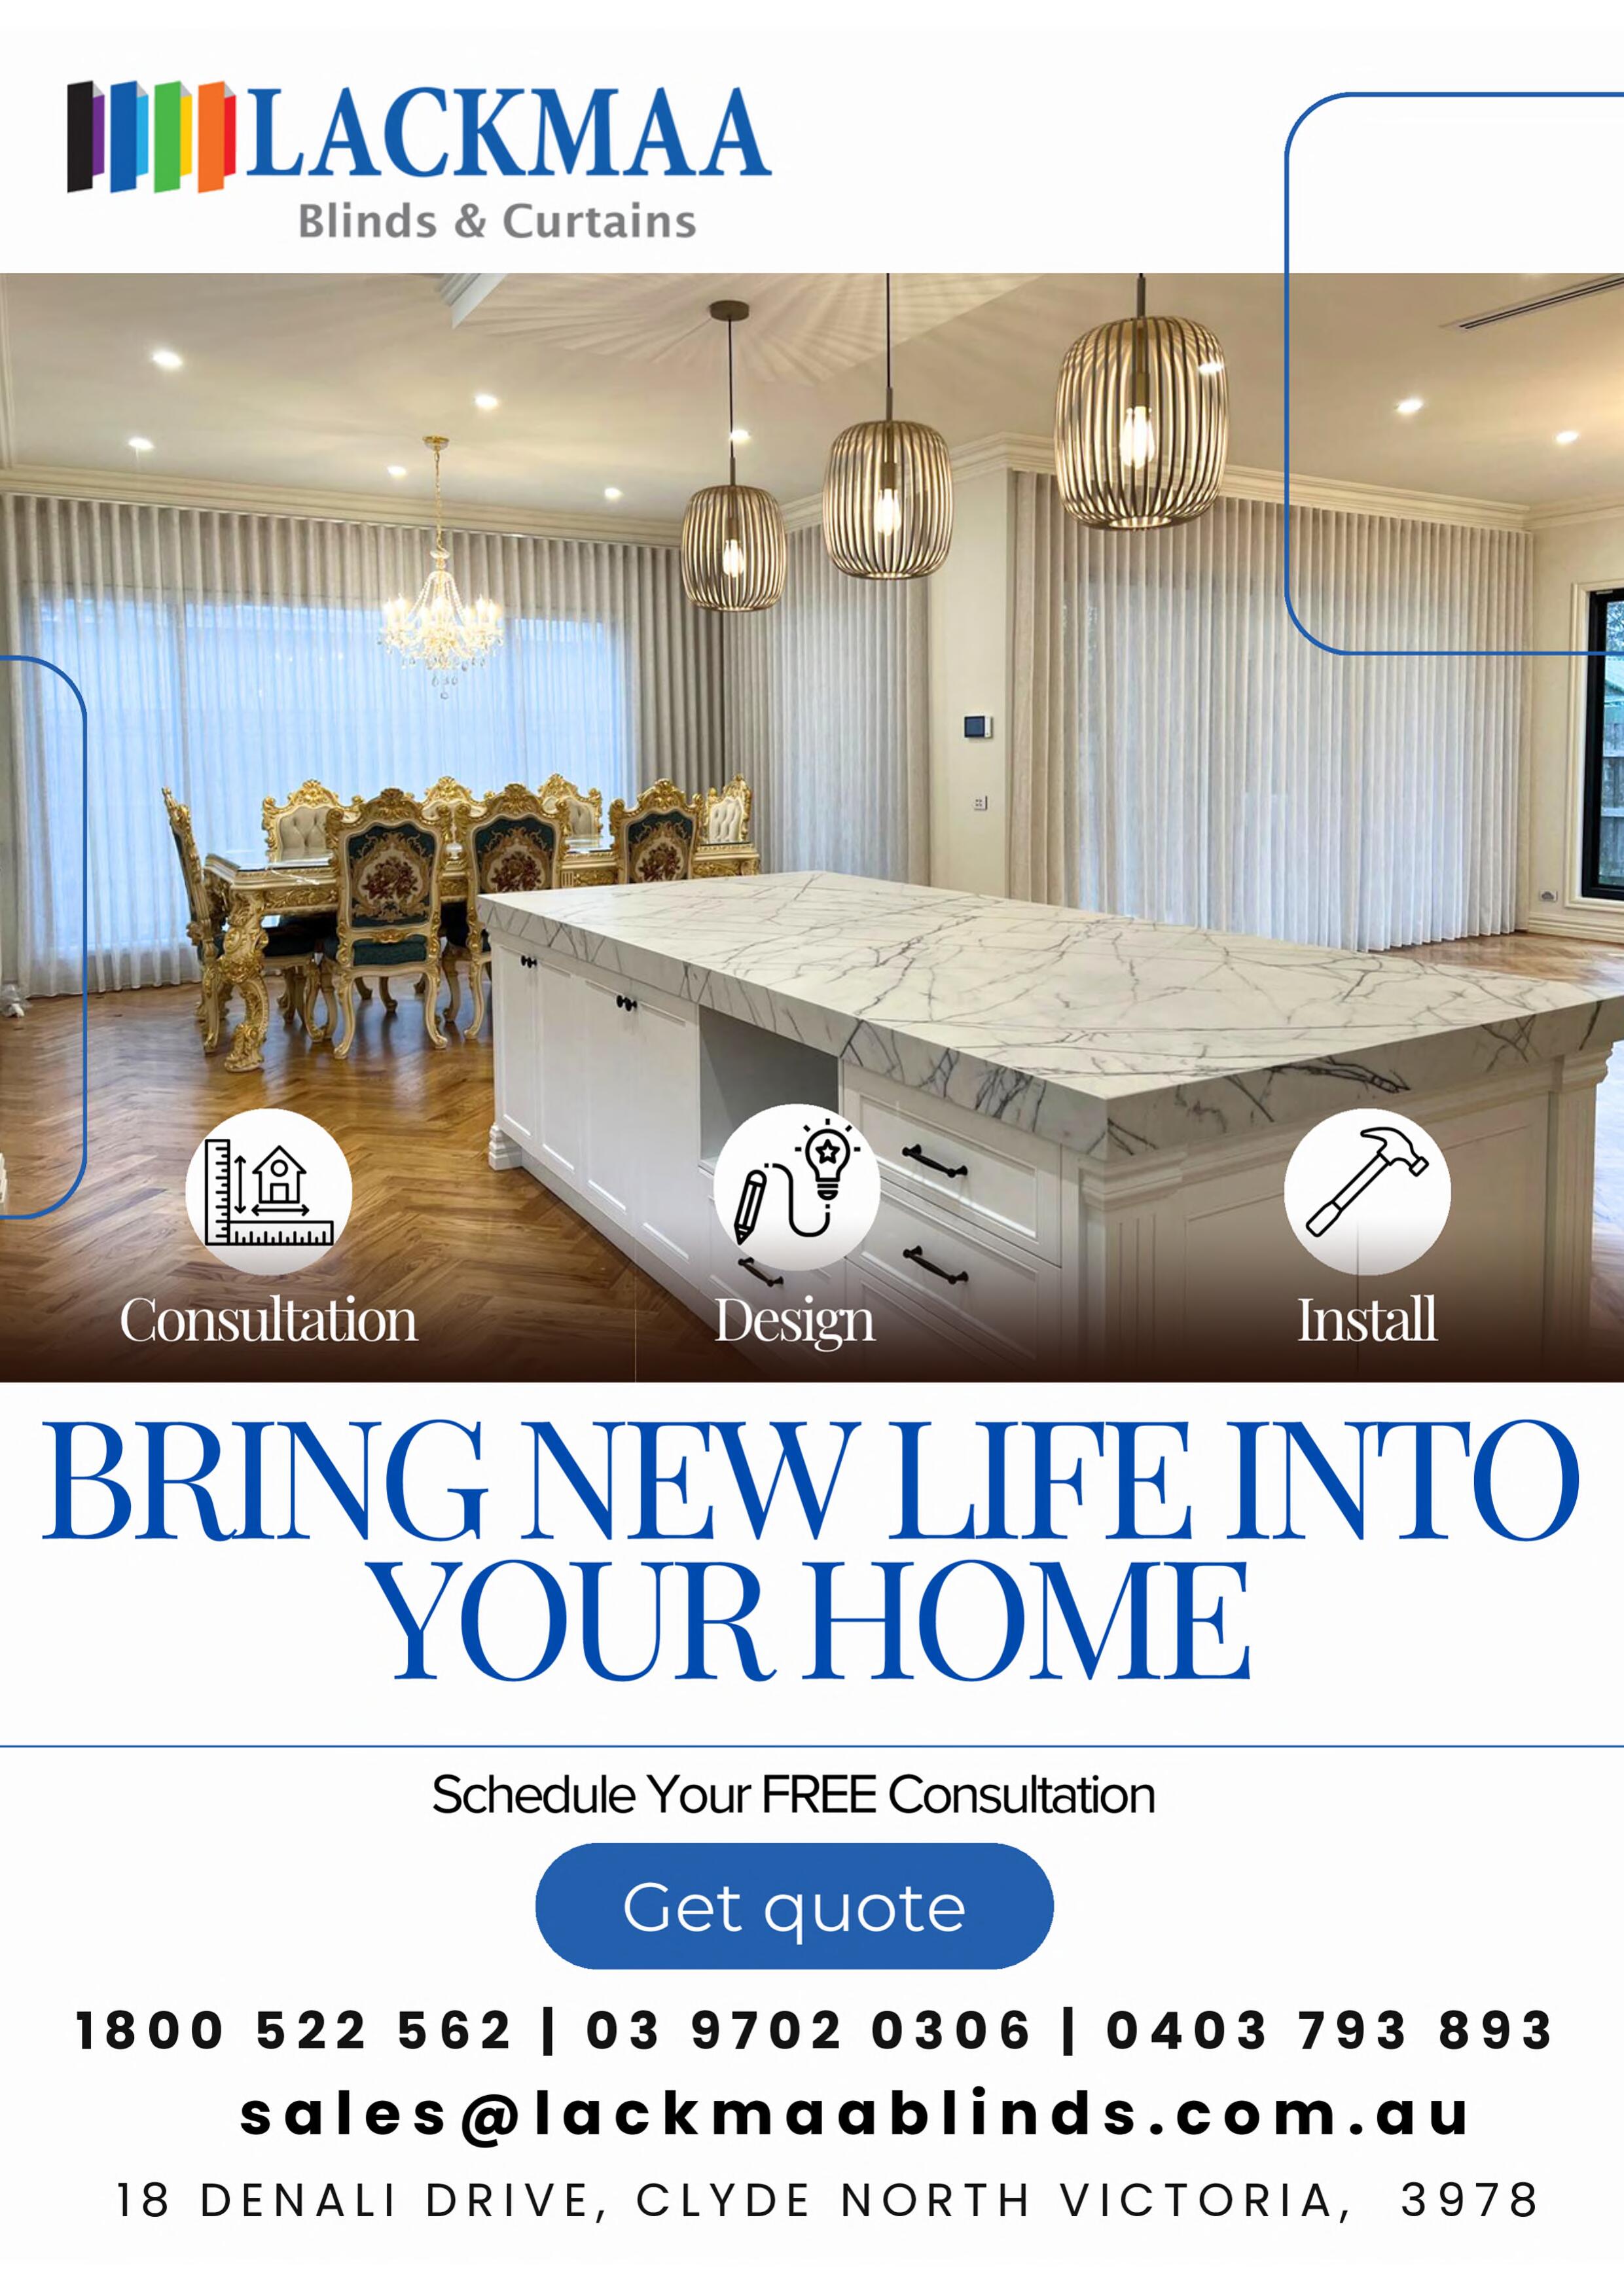 LACKMAA
Blinds & Curtains
Consultation
Design
Install
BRING NEW LIFE INTO
YOUR HOME
Schedule Your FREE Consultation
Get quote
1800 522 562 | 03 9702 0306 | 0403 793 893
sales@lackmaablinds.com.au
18 DENALI DRIVE, CLYDE NORTH VICTORIA, 3978